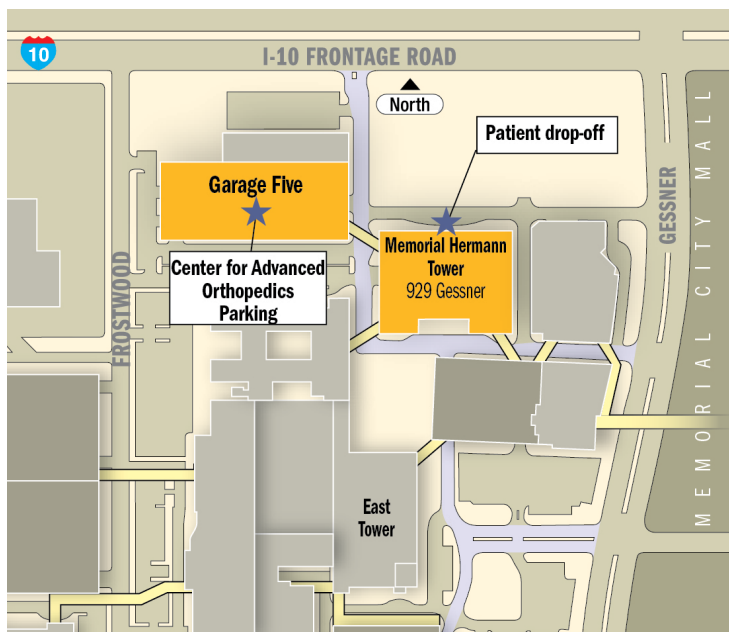 10
I-10 FRONTAGE ROAD
North
Patient drop-off
Garage Five
Center for Advanced
Orthopedics
Parking
Memorial Hermann
Tower
929 Gessner
FROSTWOOD
GESSNER
MEMORIAL CITY MALL
East
Tower